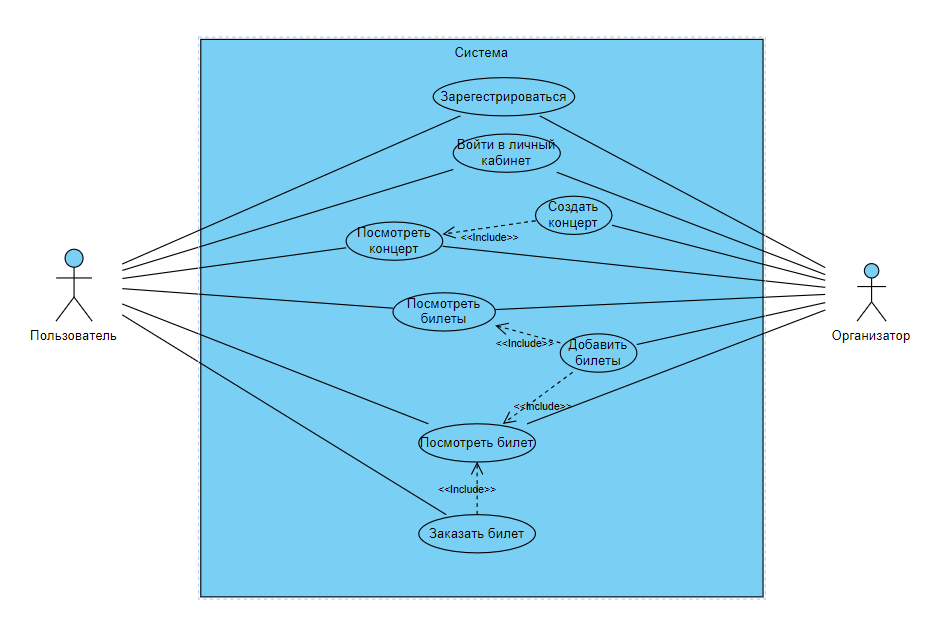 Система
Зарегестрироваться
Войти в личный
кабинет
Создать
концерт
Посмотреть
концерт
<<Include>>
Посмотреть
билеты
<<Include>>
Добавить
билеты
Пользователь
Организатор
<<Include>>
Посмотреть билет
<<Include>>
Заказать билет